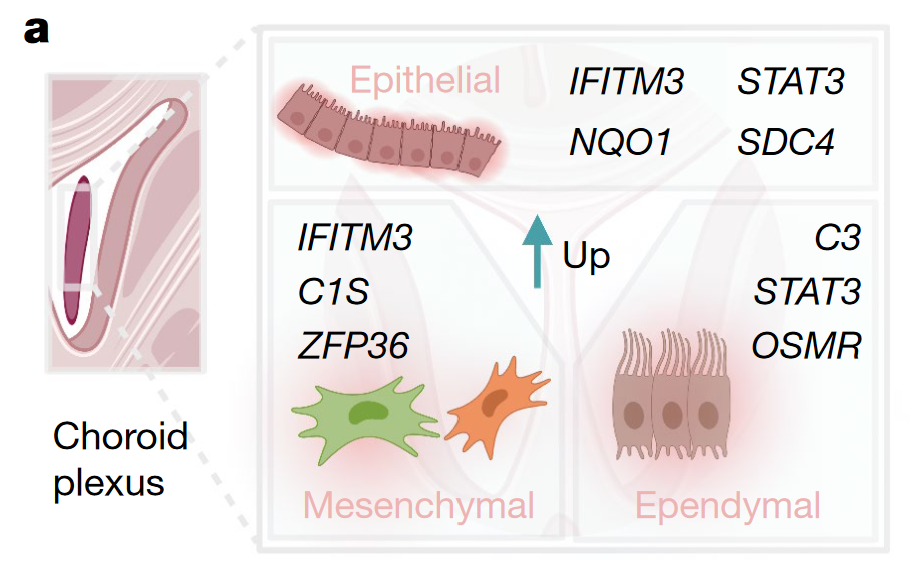 a
Epithelial
IFITM3 STAT3
NQO1 SDC4
IFITM3
C1S
ZFP36
Mesenchymal
Up
C3
STAT3
OSMR
Ependymal
Choroid
plexus